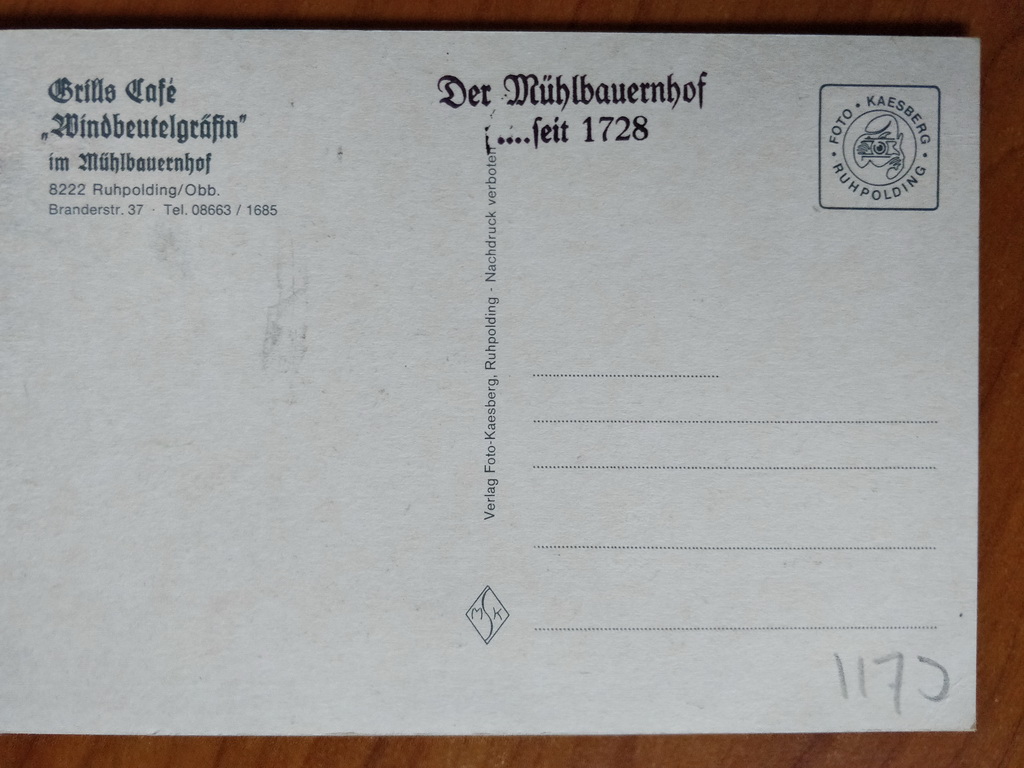 Grills Café
„Windbeutelgräfin"
im Mühlbauernhof
8222 Ruhpolding/Obb.
Branderstr. 37 · Tel. 08663 / 1685
Der Mühlbauernhof
....seit 1728
FOTO • KAESBERG • RUHPOLDING •
Verlag Foto-Kaesberg, Ruhpolding - Nachdruck verboten
MSK